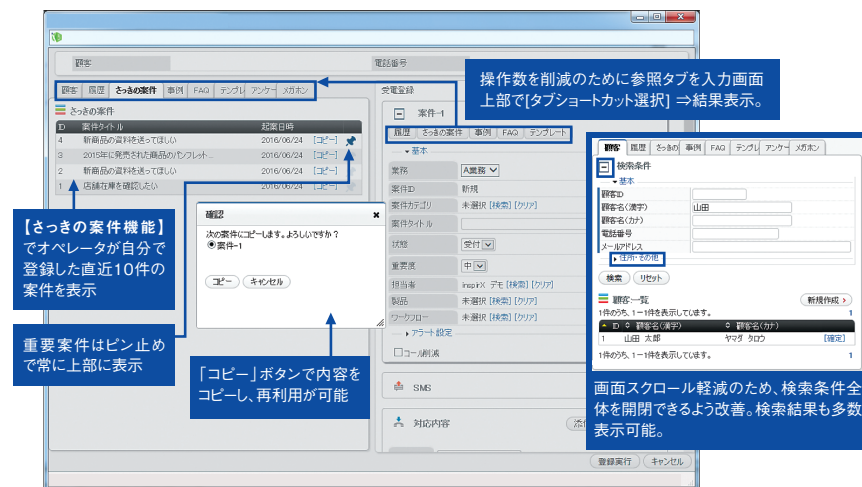 顧客
電話番号
顧客 履歴 さっきの案件 事例 FAQ テンプレ アンケー メガホン
さっきの案件
ID 案件タイトル 起案日時
4 新商品の資料を送ってほしい 2016/06/24 [コピー]
3 2015年に発売された商品のパンフレット... 2016/06/24 [コピー]
2 新商品の資料を送ってほしい 2016/06/24 [コピー]
1 店舗在庫を確認したい 2016/06/24 [コピー]
【さっきの案件機能】
でオペレータが自分で
登録した直近10件の
案件を表示
重要案件はピン止め
で常に上部に表示
確認
次の案件にコピーします。よろしいですか?
案件-1
コピー キャンセル
「コピー」ボタンで内容を
コピーし、再利用が可能
受電登録
案件-1
履歴 さっきの案件 事例 FAQ テンプレート
基本
業務 A業務
案件ID 新規
案件カテゴリ 未選択 [検索] [クリア]
案件タイトル
状態 受付
重要度 中
担当者 inspirX デモ [検索] [クリア]
製品 未選択 [検索] [クリア]
ワークフロー 未選択 [検索] [クリア]
アラート設定
コール削減
SMS
対応内容
登録実行 キャンセル
操作数を削減のために参照タブを入力画面
上部で[タブショートカット選択] ⇒結果表示。
顧客 履歴 さっきの 事例 FAQ テンプレ アンケー メガホン
検索条件
基本
顧客ID
顧客名(漢字) 山田
顧客名(カナ)
電話番号
メールアドレス
住所・その他
検索 リセット
顧客一覧 新規作成
1件のうち、1ー1件を表示しています。 1
ID 顧客名(漢字) 顧客名(カナ)
1 山田 太郎 ヤマダ タロウ [確定]
1件のうち、1ー1件を表示しています。 1
画面スクロール軽減のため、検索条件全
体を開閉できるよう改善。検索結果も多数
表示可能。